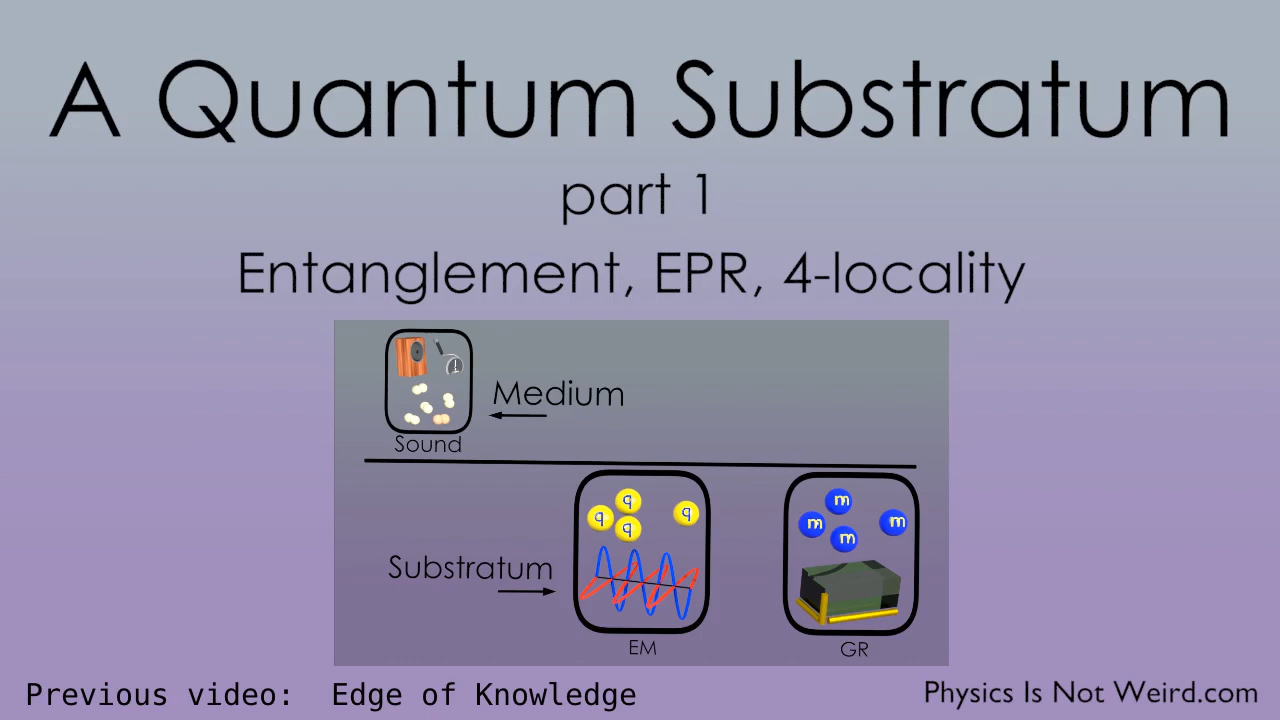 A Quantum Substratum
part 1
Entanglement, EPR, 4-locality
Medium
Sound
q
q
q
q
m
m
m
m
Substratum
EM
GR
Previous video: Edge of Knowledge
Physics Is Not Weird.com